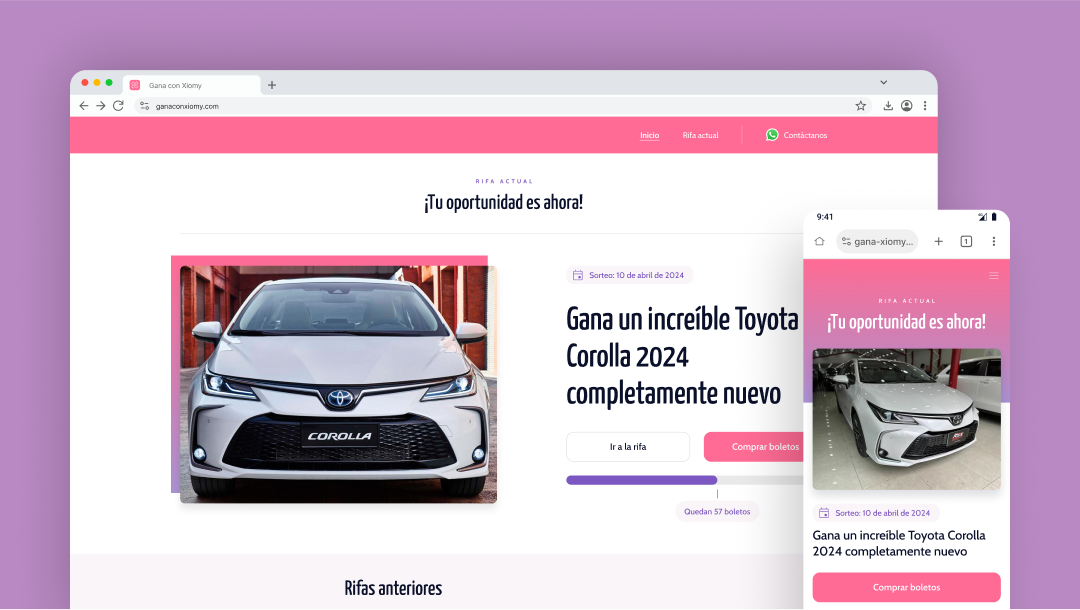 Gana con Xiomy
ganaconxiomy.com
Inicio
Rifa actual
Contáctanos
RIFA ACTUAL
¡Tu oportunidad es ahora!
COROLLA
Sorteo: 10 de abril de 2024
Gana un increíble Toyota
Corolla 2024
completamente nuevo
Ir a la rifa
Comprar boletos
Quedan 57 boletos
Rifas anteriores
9:41
gana-xiomy...
1
RIFA ACTUAL
¡Tu oportunidad es ahora!
Sorteo: 10 de abril de 2024
Gana un increíble Toyota Corolla
2024 completamente nuevo
Comprar boletos